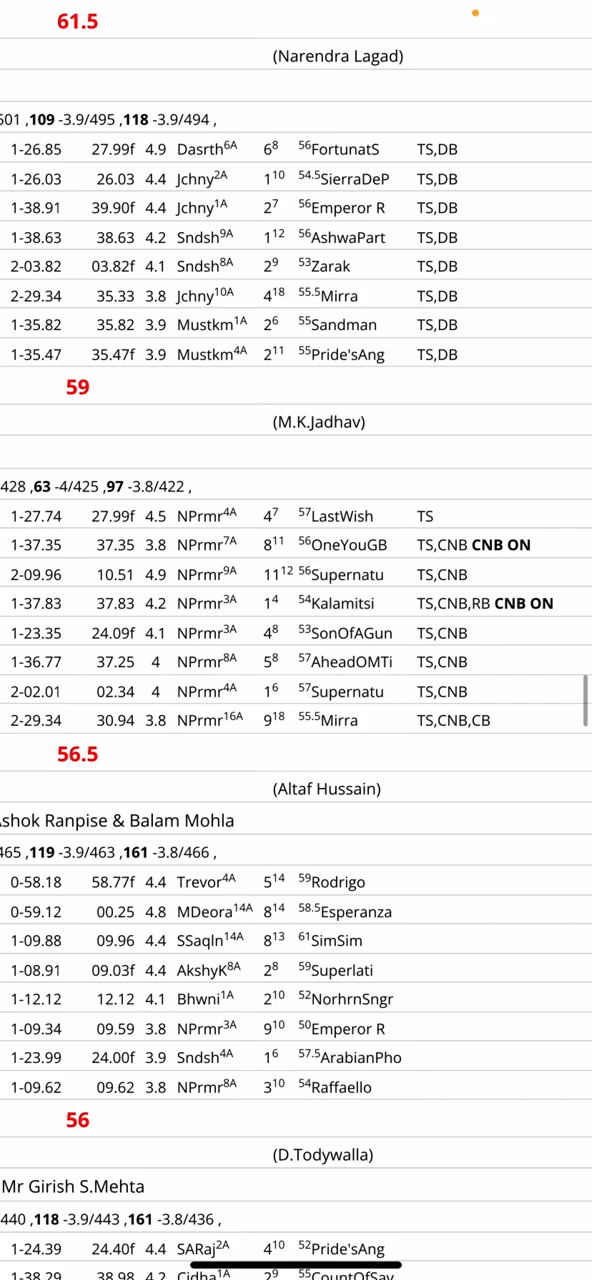 61.5
(Narendra Lagad)
501 ,109 -3.9/495 ,118 -3.9/494 ,
1-26.85 27.99f 4.9 Dasrth6A 68 56FortunatS TS,DB
1-26.03 26.03 4.4 Jchny2A 110 54.5SierraDeP TS,DB
1-38.91 39.90f 4.4 Jchny1A 27 56Emperor R TS,DB
1-38.63 38.63 4.2 Sndsh9A 112 56AshwaPart TS,DB
2-03.82 03.82f 4.1 Sndsh8A 29 53Zarak TS,DB
2-29.34 35.33 3.8 Jchny10A 418 55.5Mirra TS,DB
1-35.82 35.82 3.9 Mustkm1A 26 55Sandman TS,DB
1-35.47 35.47f 3.9 Mustkm4A 211 55Pride'sAng TS,DB
59
(M.K.Jadhav)
428 ,63 -4/425 ,97 -3.8/422 ,
1-27.74 27.99f 4.5 NPrmr4A 47 57LastWish TS
1-37.35 37.35 3.8 NPrmr7A 811 56OneYouGB TS,CNB CNB ON
2-09.96 10.51 4.9 NPrmr9A 1112 56Supernatu TS,CNB
1-37.83 37.83 4.2 NPrmr3A 14 54Kalamitsi TS,CNB,RB CNB ON
1-23.35 24.09f 4.1 NPrmr3A 48 53SonOfAGun TS,CNB
1-36.77 37.25 4 NPrmr8A 58 57AheadOMTi TS,CNB
2-02.01 02.34 4 NPrmr4A 16 57Supernatu TS,CNB
2-29.34 30.94 3.8 NPrmr16A 918 55.5Mirra TS,CNB,CB
56.5
(Altaf Hussain)
Ashok Ranpise & Balam Mohla
465 ,119 -3.9/463 ,161 -3.8/466 ,
0-58.18 58.77f 4.4 Trevor4A 514 59Rodrigo
0-59.12 00.25 4.8 MDeora14A 814 58.5Esperanza
1-09.88 09.96 4.4 SSaqln14A 813 61SimSim
1-08.91 09.03f 4.4 AkshyK8A 28 59Superlati
1-12.12 12.12 4.1 Bhwni1A 210 52NorhrnSngr
1-09.34 09.59 3.8 NPrmr3A 910 50Emperor R
1-23.99 24.00f 3.9 Sndsh4A 16 57.5ArabianPho
1-09.62 09.62 3.8 NPrmr8A 310 54Raffaello
56
(D.Todywalla)
Mr Girish S.Mehta
440 ,118 -3.9/443 ,161 -3.8/436 ,
1-24.39 24.40f 4.4 SARaj2A 410 52Pride'sAng
1-38.29 38.98 4.2 Cjdha1A 29 55CountOfSav